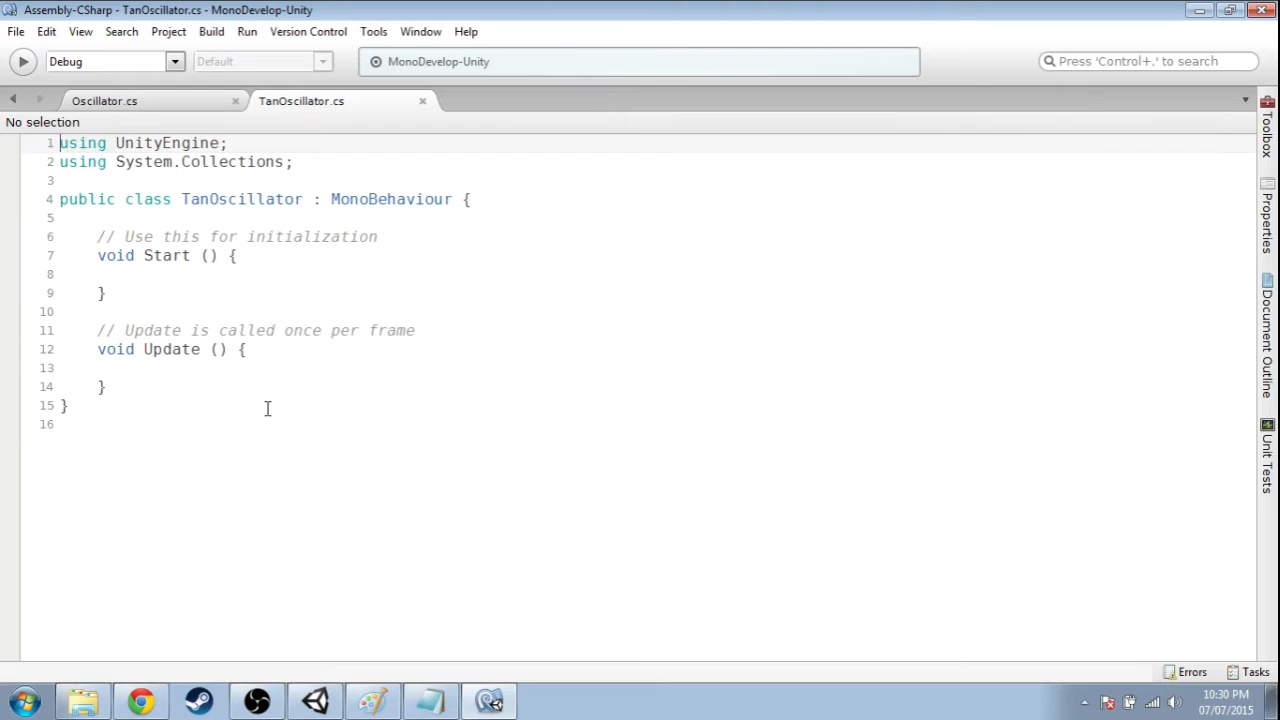 Assembly-CSharp - TanOscillator.cs - MonoDevelop-Unity
File Edit View Search Project Build Run Version Control Tools Window Help
Debug Default MonoDevelop-Unity Press 'Control+,' to search
Oscillator.cs TanOscillator.cs
No selection
1 using UnityEngine;
2 using System.Collections;
3
4 public class TanOscillator : MonoBehaviour {
5
6 // Use this for initialization
7 void Start () {
8
9 }
10
11 // Update is called once per frame
12 void Update () {
13
14 }
15 }
16
Toolbox
Properties
Document Outline
Unit Tests
Errors Tasks
10:30 PM
07/07/2015